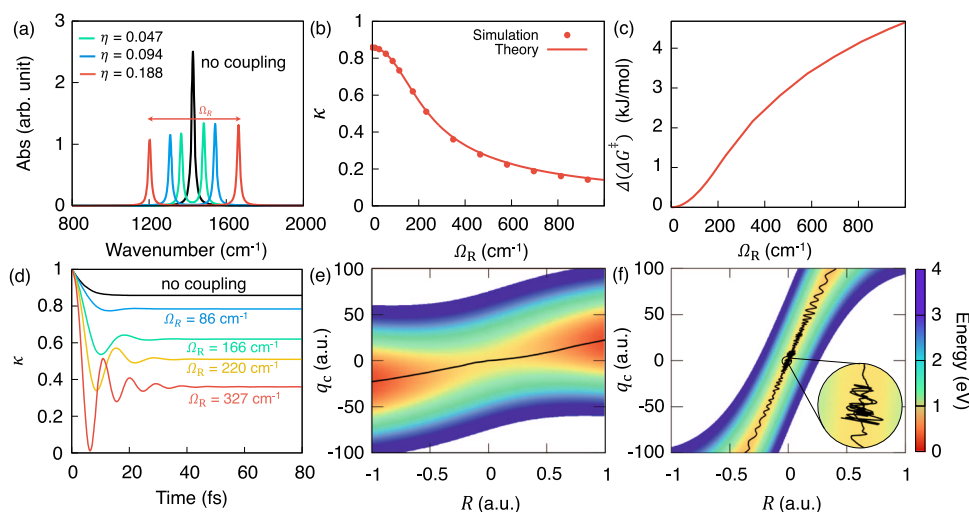 (a)
3
2
1
0
Abs (arb. unit)
η = 0.047
η = 0.094
η = 0.188
no coupling
Ω_R
800
1200
1600
2000
Wavenumber (cm⁻¹)
(b)
1
0.8
0.6
0.4
0.2
0
κ
Simulation
Theory
0
200
400
600
800
Ω_R (cm⁻¹)
(c)
5
4
3
2
1
0
Δ(ΔG‡) (kJ/mol)
0
200
400
600
800
Ω_R (cm⁻¹)
(d)
1
0.8
0.6
0.4
0.2
0
κ
no coupling
Ω_R = 86 cm⁻¹
Ω_R = 166 cm⁻¹
Ω_R = 220 cm⁻¹
Ω_R = 327 cm⁻¹
0
20
40
60
80
Time (fs)
(e)
100
50
0
-50
-100
q_c (a.u.)
-1
-0.5
0
0.5
1
R (a.u.)
(f)
100
50
0
-50
-100
q_c (a.u.)
-1
-0.5
0
0.5
1
R (a.u.)
4
3
2
1
0
Energy (eV)